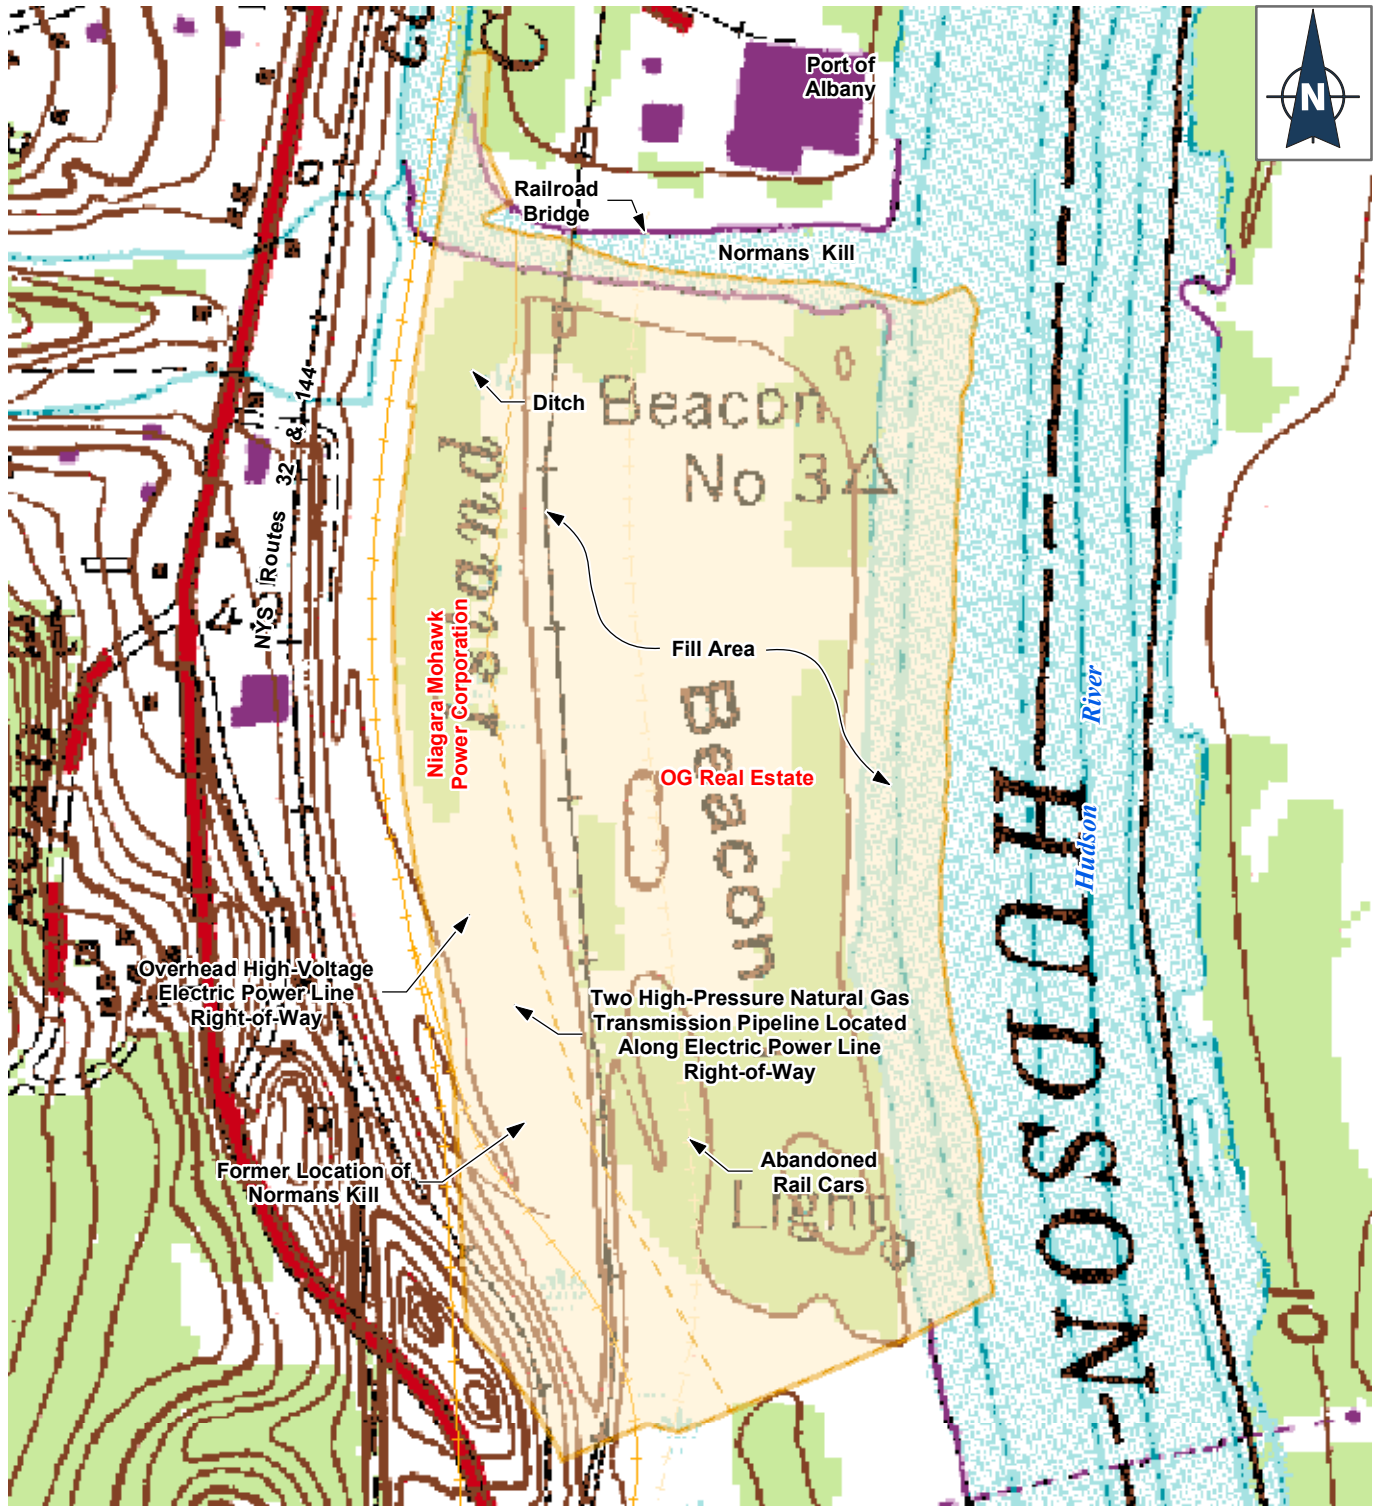 N
Port of
Albany
Railroad
Bridge
Normans Kill
Ditch
Beacon
No 3
NYS Routes 32 & 144
Island
Niagara Mohawk
Power Corporation
Fill Area
OG Real Estate
Beacon
Hudson River
HUDSON
Overhead High-Voltage
Electric Power Line
Right-of-Way
Two High-Pressure Natural Gas
Transmission Pipeline Located
Along Electric Power Line
Right-of-Way
Former Location of
Normans Kill
Abandoned
Rail Cars
Light
10